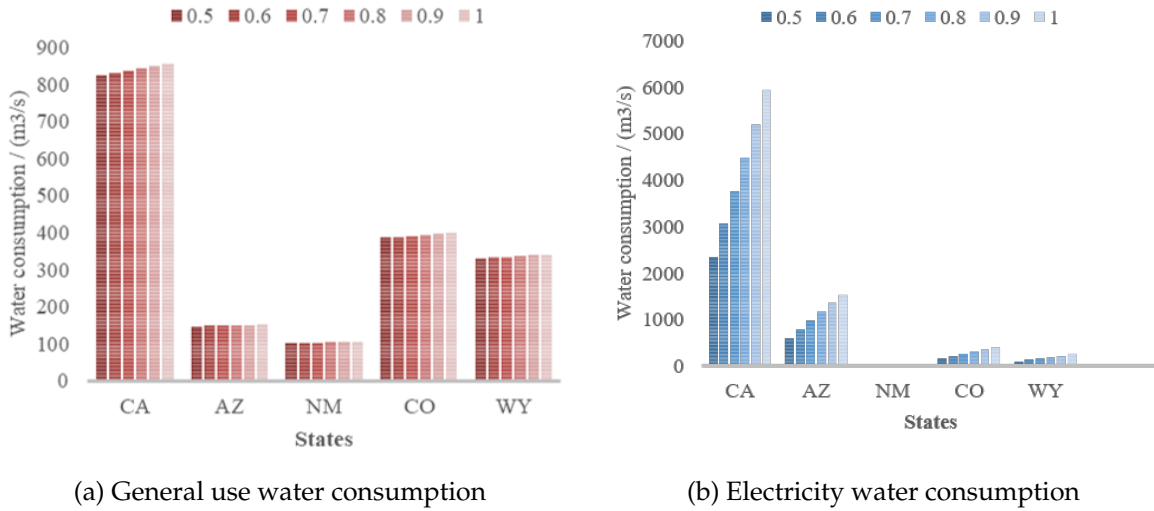 0.5 0.6 0.7 0.8 0.9 1
900
800
700
600
500
400
300
200
100
0
Water consumption / (m3/s)
CA AZ NM CO WY
States
(a) General use water consumption
0.5 0.6 0.7 0.8 0.9 1
7000
6000
5000
4000
3000
2000
1000
0
Water consumption / (m3/s)
CA AZ NM CO WY
States
(b) Electricity water consumption